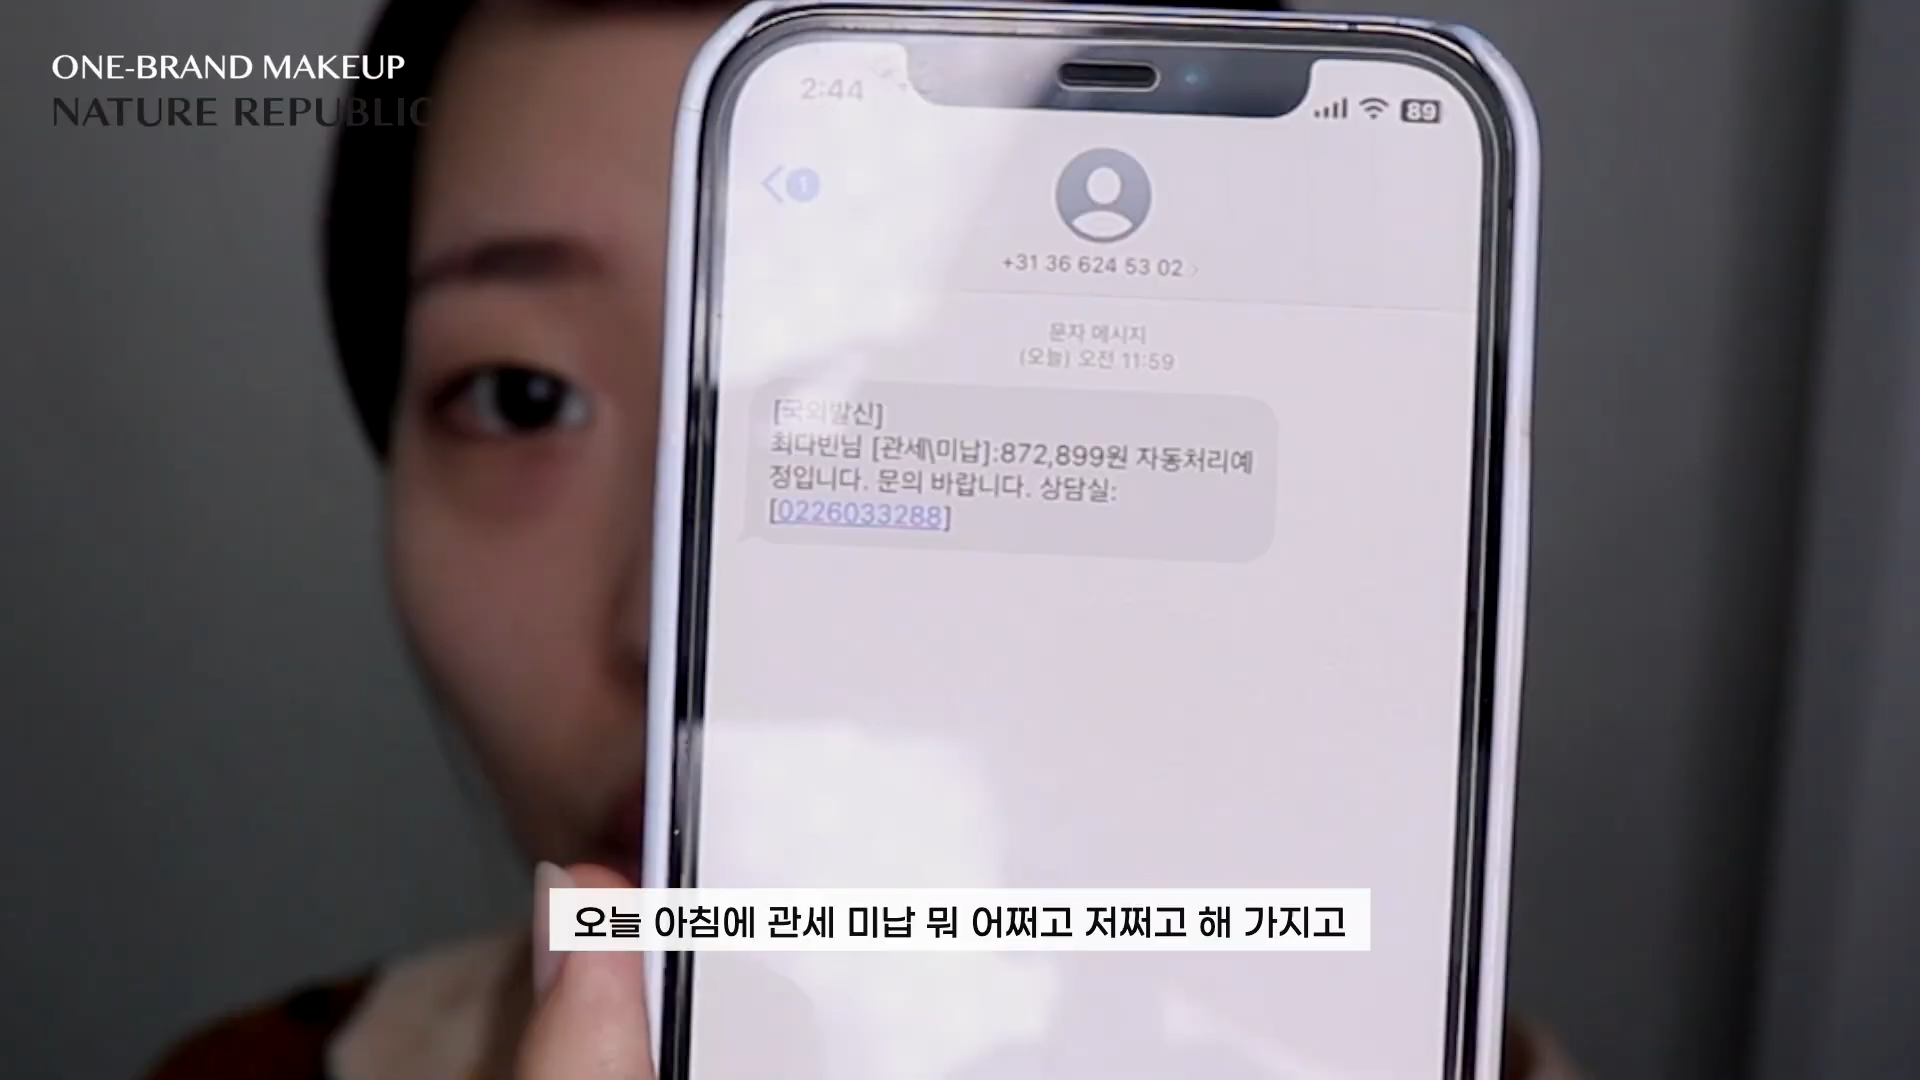 ONE-BRAND MAKEUP
NATURE REPUBLIC
2:44
89
1
+31 36 624 53 02
문자 메시지
(오늘) 오전 11:59
[국외발신]
최다빈님 [관세\미납]:872,899원 자동처리예
정입니다. 문의 바랍니다. 상담실:
[0226033288]
오늘 아침에 관세 미납 뭐 어쩌고 저쩌고 해 가지고